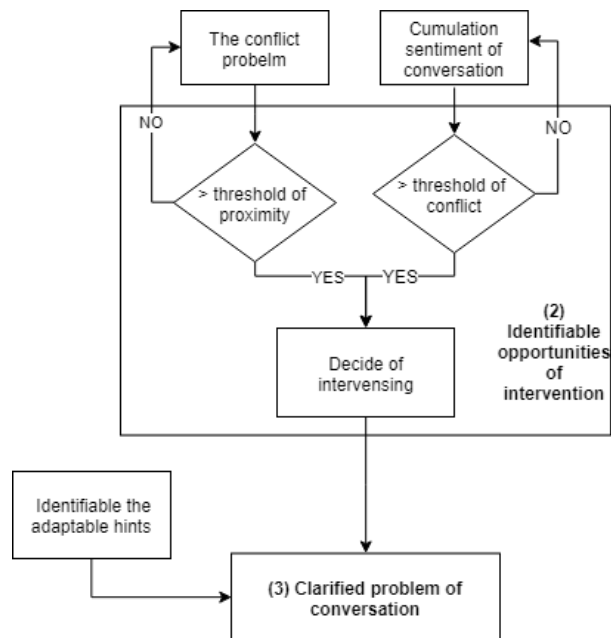 The conflict
probelm
Cumulation
sentiment of
conversation
NO
NO
> threshold of
proximity
> threshold of
conflict
YES
YES
(2)
Identifiable
opportunities
of
intervention
Decide of
intervensing
Identifiable the
adaptable hints
(3) Clarified problem of
conversation